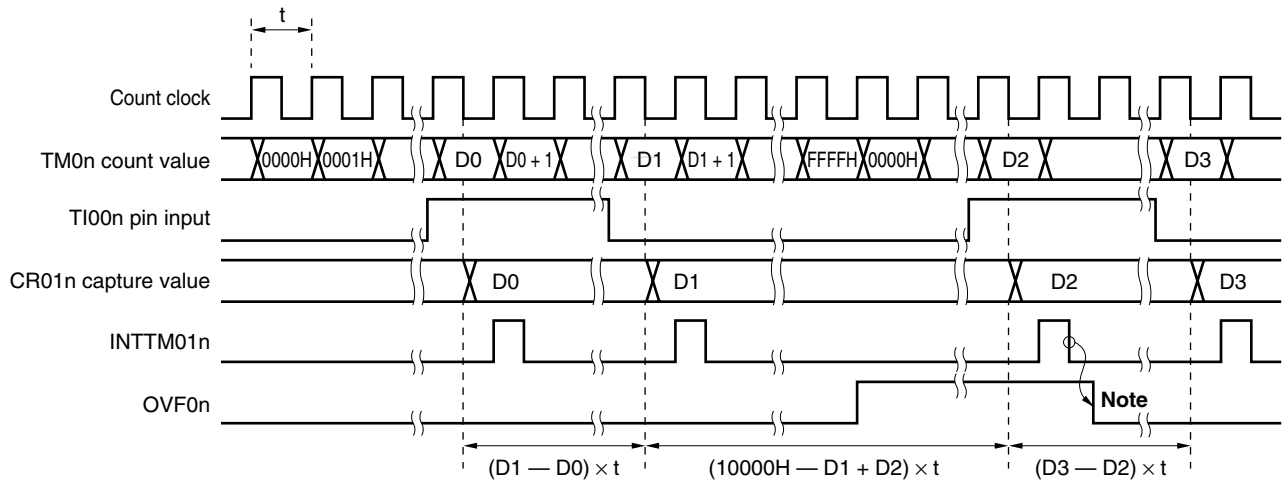 t
Count clock
TM0n count value 0000H 0001H D0 D0 + 1 D1 D1 + 1 FFFFH 0000H D2 D3
TI00n pin input
CR01n capture value D0 D1 D2 D3
INTTM01n
OVF0n Note
(D1 — D0) × t (10000H — D1 + D2) × t (D3 — D2) × t